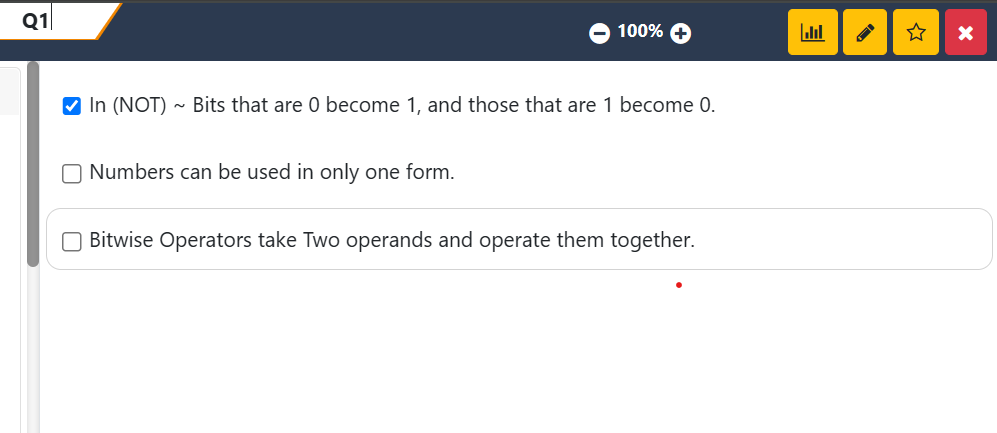 Q1
100%
In (NOT) ~ Bits that are 0 become 1, and those that are 1 become 0.
Numbers can be used in only one form.
Bitwise Operators take Two operands and operate them together.